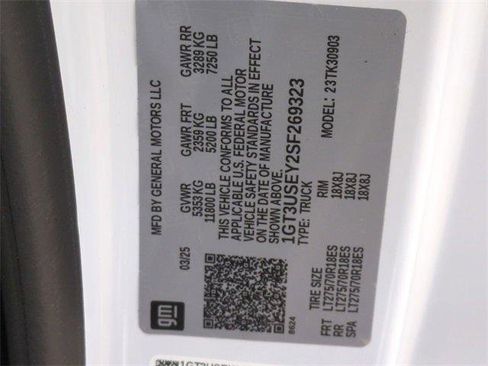 gm
03/25
MFD BY GENERAL MOTORS LLC
GVWR GAWR FRT GAWR RR
5353 KG 2359 KG 3289 KG
11800 LB 5200 LB 7250 LB
THIS VEHICLE CONFORMS TO ALL
APPLICABLE U.S. FEDERAL MOTOR
VEHICLE SAFETY STANDARDS IN EFFECT
ON THE DATE OF MANUFACTURE
SHOWN ABOVE.
1GT3USEY2SF269323
TYPE: TRUCK MODEL: 23TK30903
8624
TIRE SIZE RIM
FRT LT275/70R18ES 18X8J
RR LT275/70R18ES 18X8J
SPA LT275/70R18ES 18X8J